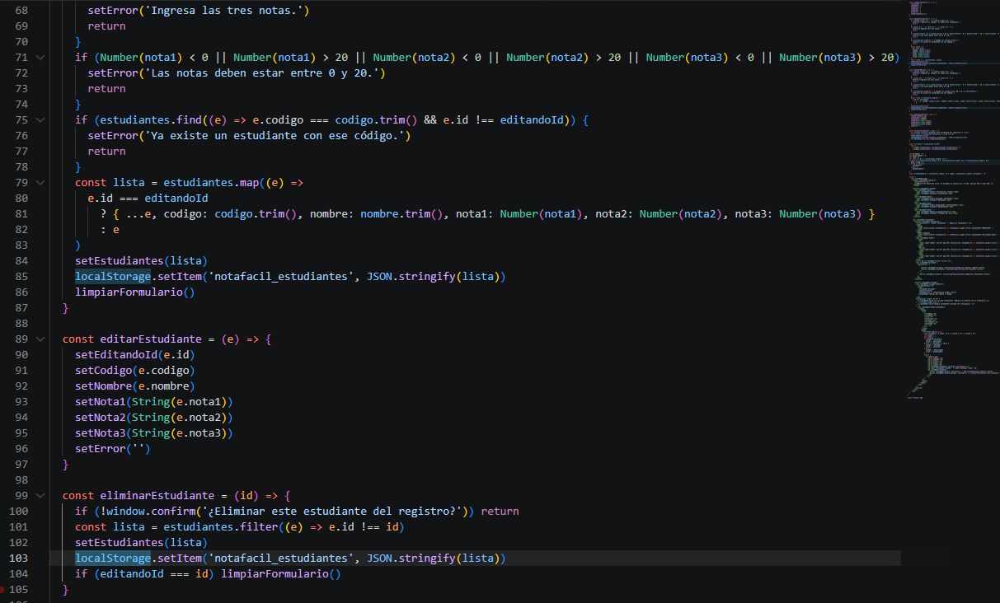 68 setError('Ingresa las tres notas.')
69 return
70 }
71 if (Number(nota1) < 0 || Number(nota1) > 20 || Number(nota2) < 0 || Number(nota2) > 20 || Number(nota3) < 0 || Number(nota3) > 20)
72 setError('Las notas deben estar entre 0 y 20.')
73 return
74 }
75 if (estudiantes.find((e) => e.codigo === codigo.trim() && e.id !== editandoId)) {
76 setError('Ya existe un estudiante con ese código.')
77 return
78 }
79 const lista = estudiantes.map((e) =>
80 e.id === editandoId
81 ? { ...e, codigo: codigo.trim(), nombre: nombre.trim(), nota1: Number(nota1), nota2: Number(nota2), nota3: Number(nota3) }
82 : e
83 )
84 setEstudiantes(lista)
85 localStorage.setItem('notafacil_estudiantes', JSON.stringify(lista))
86 limpiarFormulario()
87 }
88
89 const editarEstudiante = (e) => {
90 setEditandoId(e.id)
91 setCodigo(e.codigo)
92 setNombre(e.nombre)
93 setNota1(String(e.nota1))
94 setNota2(String(e.nota2))
95 setNota3(String(e.nota3))
96 setError('')
97 }
98
99 const eliminarEstudiante = (id) => {
100 if (!window.confirm('¿Eliminar este estudiante del registro?')) return
101 const lista = estudiantes.filter((e) => e.id !== id)
102 setEstudiantes(lista)
103 localStorage.setItem('notafacil_estudiantes', JSON.stringify(lista))
104 if (editandoId === id) limpiarFormulario()
105 }